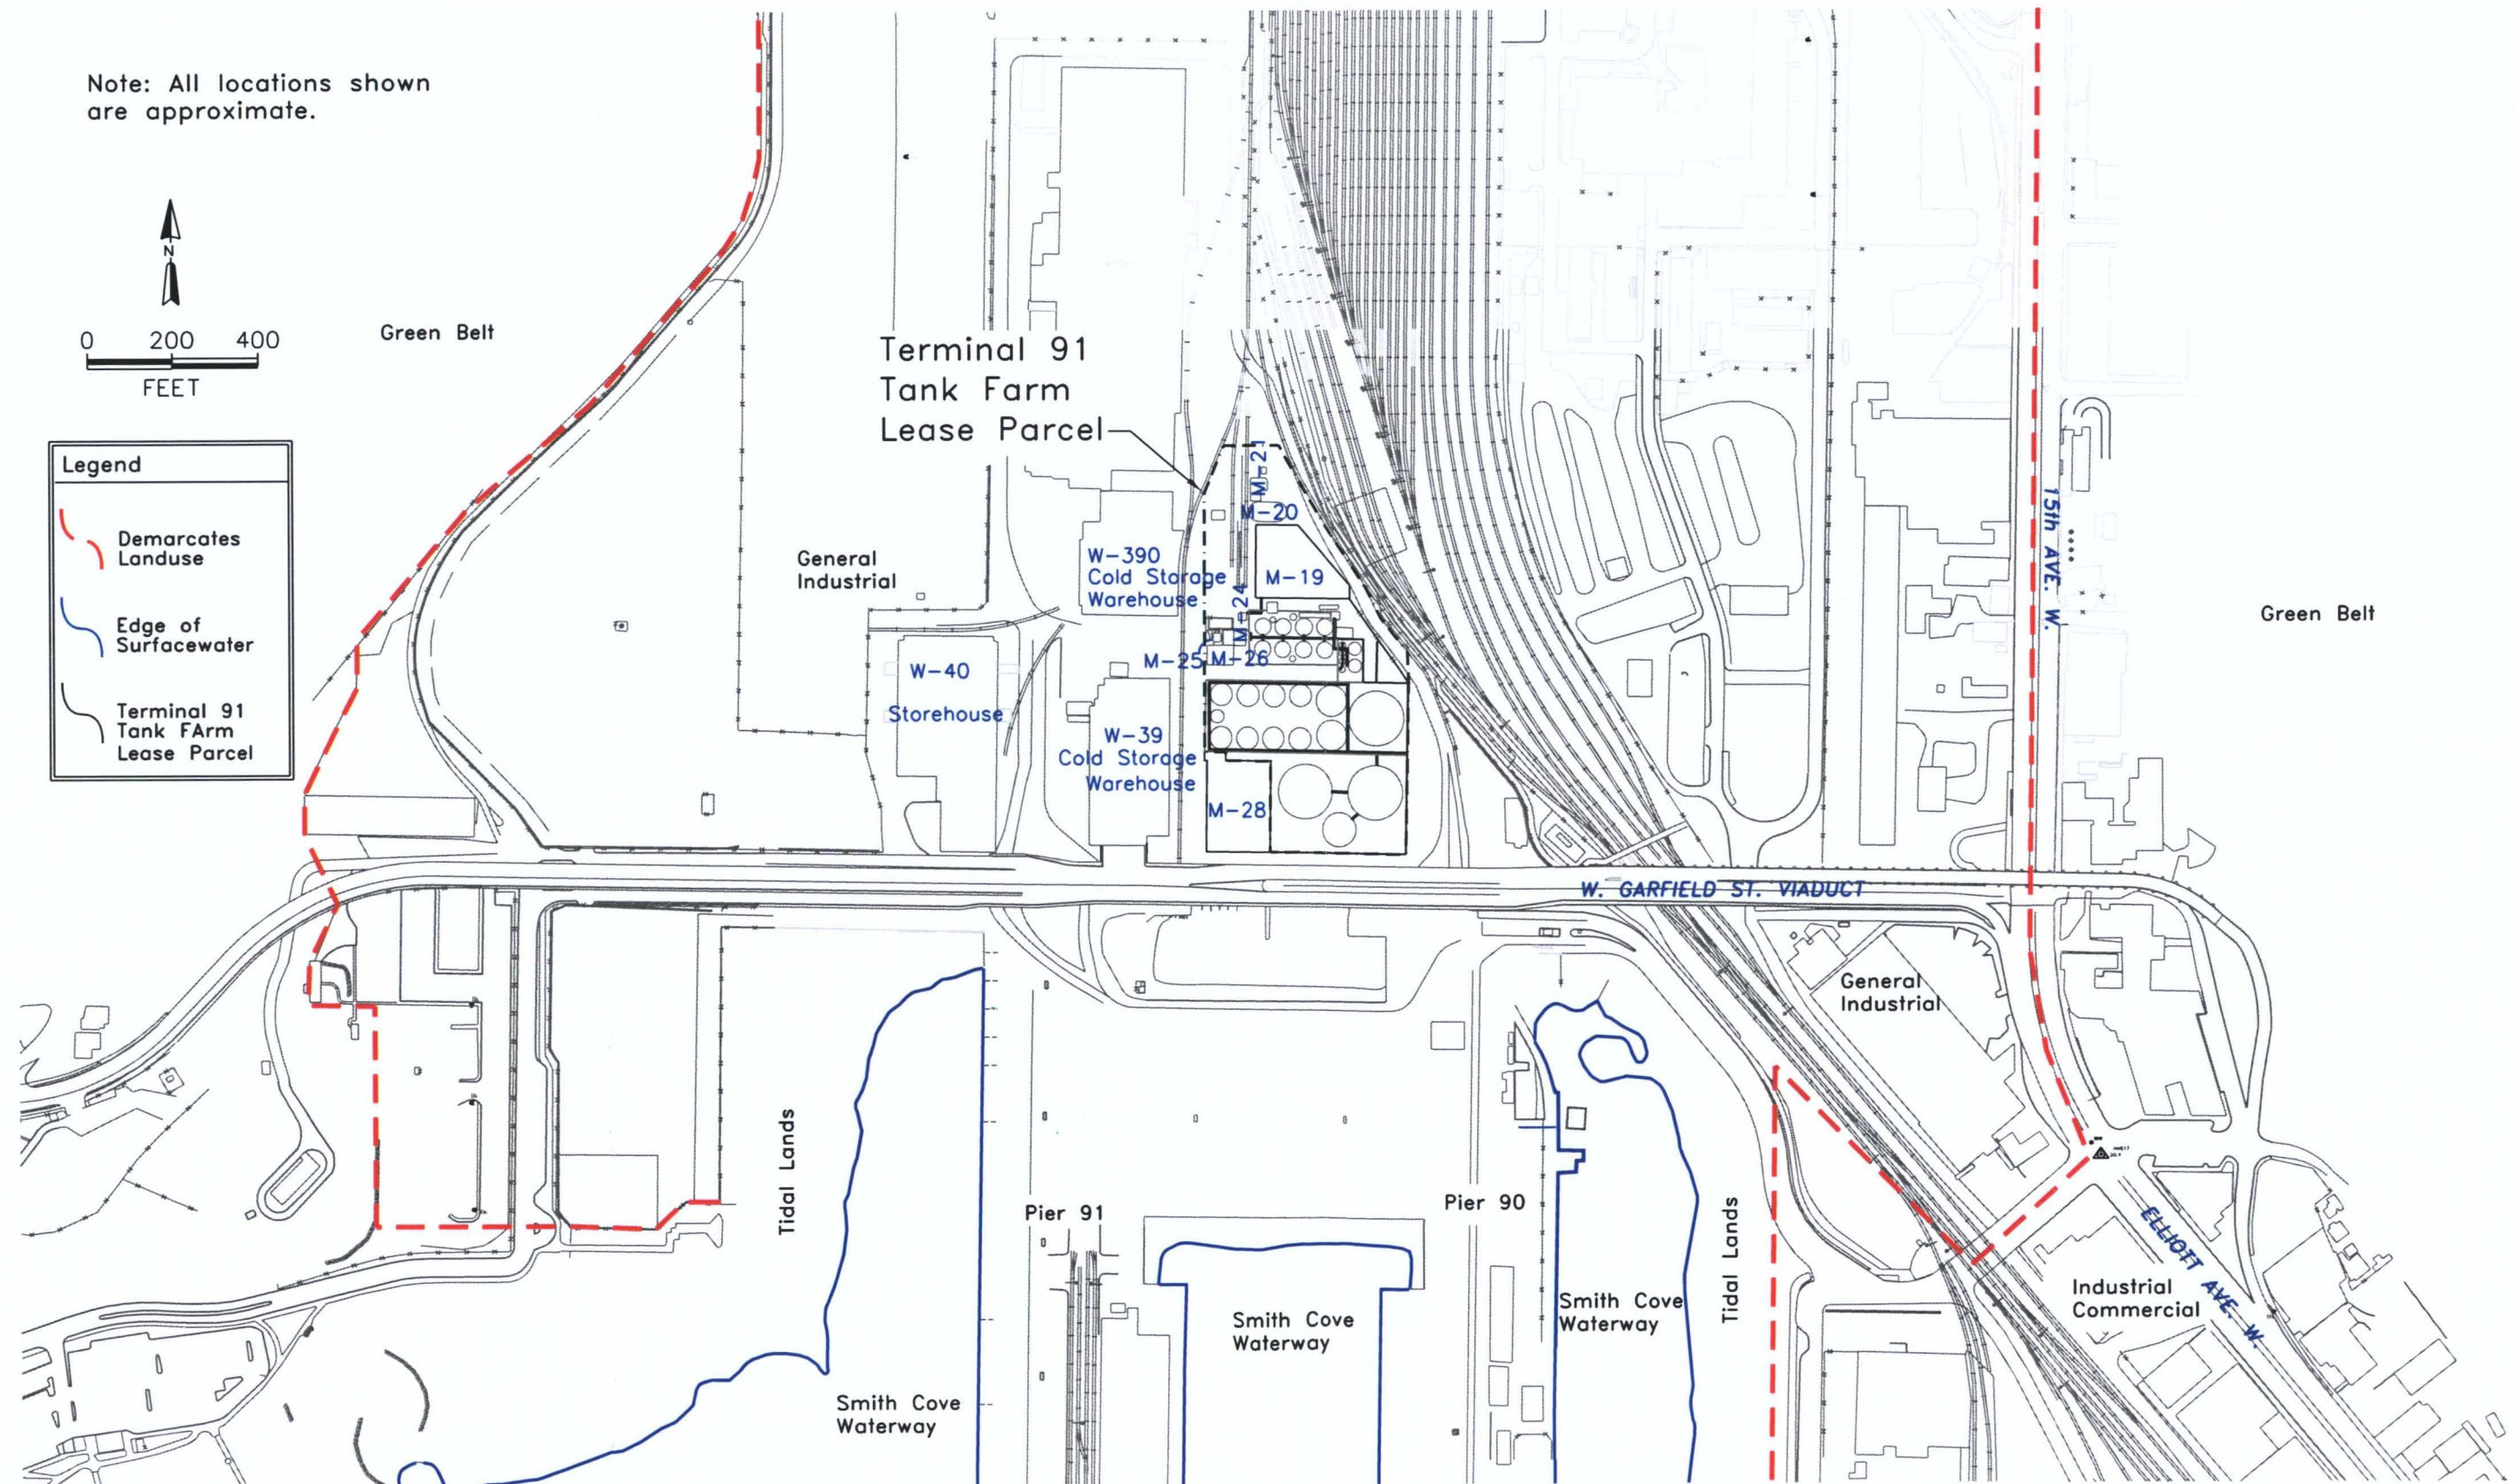 Note: All locations shown
are approximate.
N
0 200 400
FEET
Green Belt
Legend
Demarcates
Landuse
Edge of
Surfacewater
Terminal 91
Tank FArm
Lease Parcel
Terminal 91
Tank Farm
Lease Parcel
General
Industrial
W-390
Cold Storage
Warehouse
M-21
M-20
M-19
M-24
M-25
M-26
W-40
Storehouse
W-39
Cold Storage
Warehouse
M-28
15th AVE. W.
Green Belt
W. GARFIELD ST. VIADUCT
General
Industrial
Tidal Lands
Pier 91
Pier 90
Tidal Lands
Smith Cove
Waterway
Smith Cove
Waterway
Smith Cove
Waterway
Industrial
Commercial
ELLIOTT AVE. W.